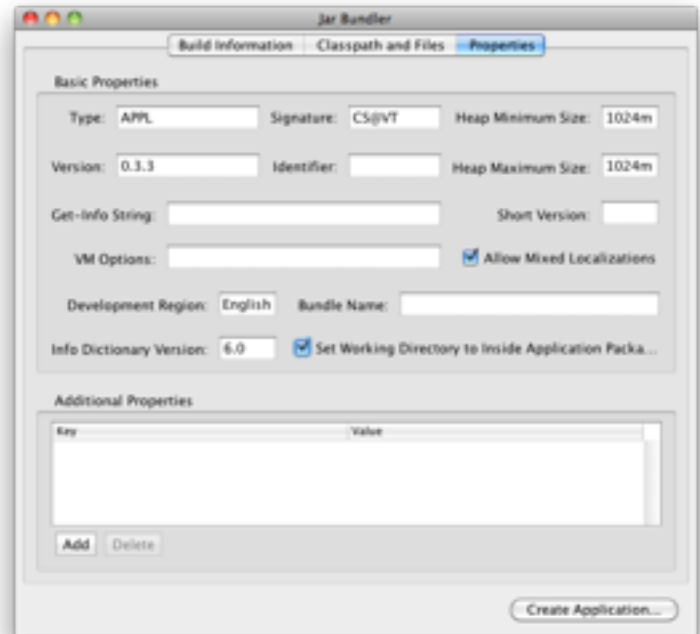 Jar Bundler
Build Information Classpath and Files Properties
Basic Properties
Type: APPL Signature: CS@VT Heap Minimum Size: 1024m
Version: 0.3.3 Identifier: Heap Maximum Size: 1024m
Get-Info String: Short Version:
VM Options: Allow Mixed Localizations
Development Region: English Bundle Name:
Info Dictionary Version: 6.0 Set Working Directory to Inside Application Packa...
Additional Properties
Key Value
Add Delete
Create Application...